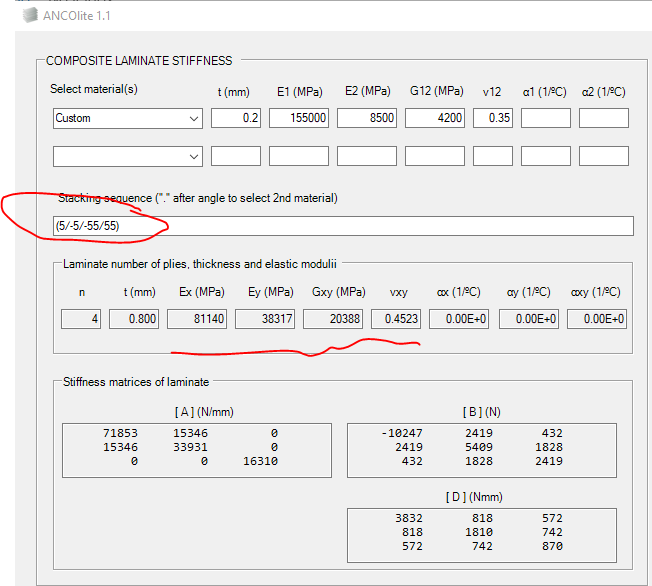 ANCOlite 1.1
COMPOSITE LAMINATE STIFFNESS
Select material(s) t (mm) E1 (MPa) E2 (MPa) G12 (MPa) v12 α1 (1/ºC) α2 (1/ºC)
Custom 0.2 155000 8500 4200 0.35
Stacking sequence ("." after angle to select 2nd material)
(5/-5/-55/55)
Laminate number of plies, thickness and elastic modulii
n t (mm) Ex (MPa) Ey (MPa) Gxy (MPa) vxy αx (1/ºC) αy (1/ºC) αxy (1/ºC)
4 0.800 81140 38317 20388 0.4523 0.00E+0 0.00E+0 0.00E+0
Stiffness matrices of laminate
[ A ] (N/mm) [ B ] (N)
71853 15346 0 -10247 2419 432
15346 33931 0 2419 5409 1828
0 0 16310 432 1828 2419
[ D ] (Nmm)
3832 818 572
818 1810 742
572 742 870